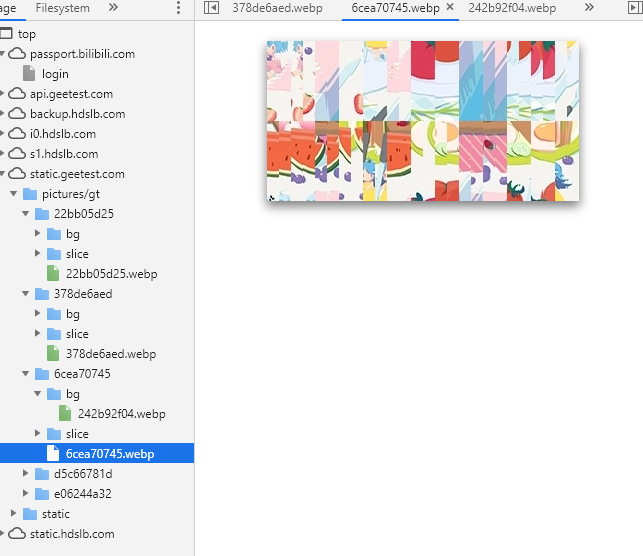 age Filesystem »
378de6aed.webp 6cea70745.webp × 242b92f04.webp »
top
passport.bilibili.com
login
api.geetest.com
backup.hdslb.com
i0.hdslb.com
s1.hdslb.com
static.geetest.com
pictures/gt
22bb05d25
bg
slice
22bb05d25.webp
378de6aed
bg
slice
378de6aed.webp
6cea70745
bg
242b92f04.webp
slice
6cea70745.webp
d5c66781d
e06244a32
static
static.hdslb.com